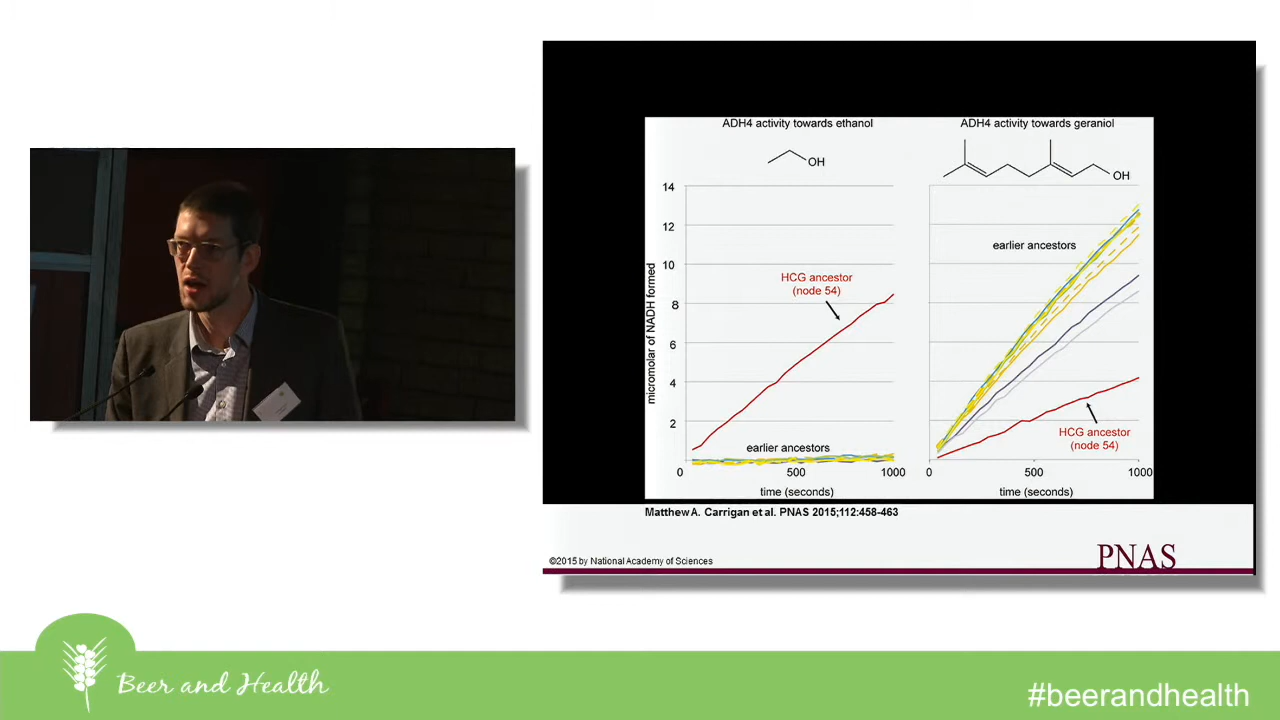 ADH4 activity towards ethanol
OH
14
12
10
8
6
4
2
0
500
1000
micromolar of NADH formed
time (seconds)
HCG ancestor
(node 54)
earlier ancestors
ADH4 activity towards geraniol
OH
earlier ancestors
HCG ancestor
(node 54)
0
500
1000
time (seconds)
Matthew A. Carrigan et al. PNAS 2015;112:458-463
©2015 by National Academy of Sciences
PNAS
Beer and Health
#beerandhealth